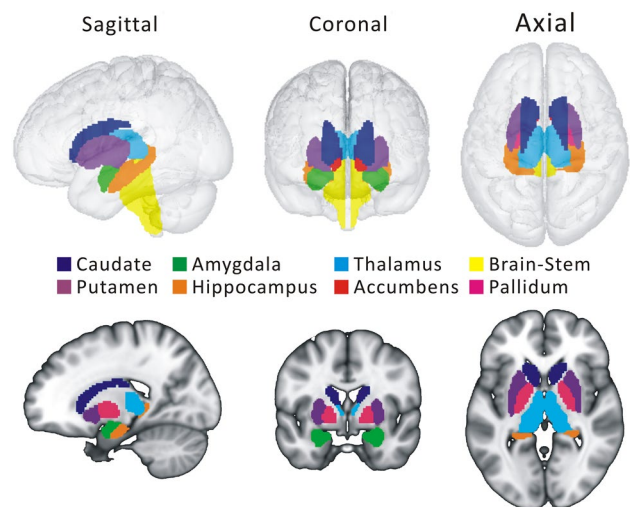 Sagittal Coronal Axial
Caudate Amygdala Thalamus Brain-Stem
Putamen Hippocampus Accumbens Pallidum